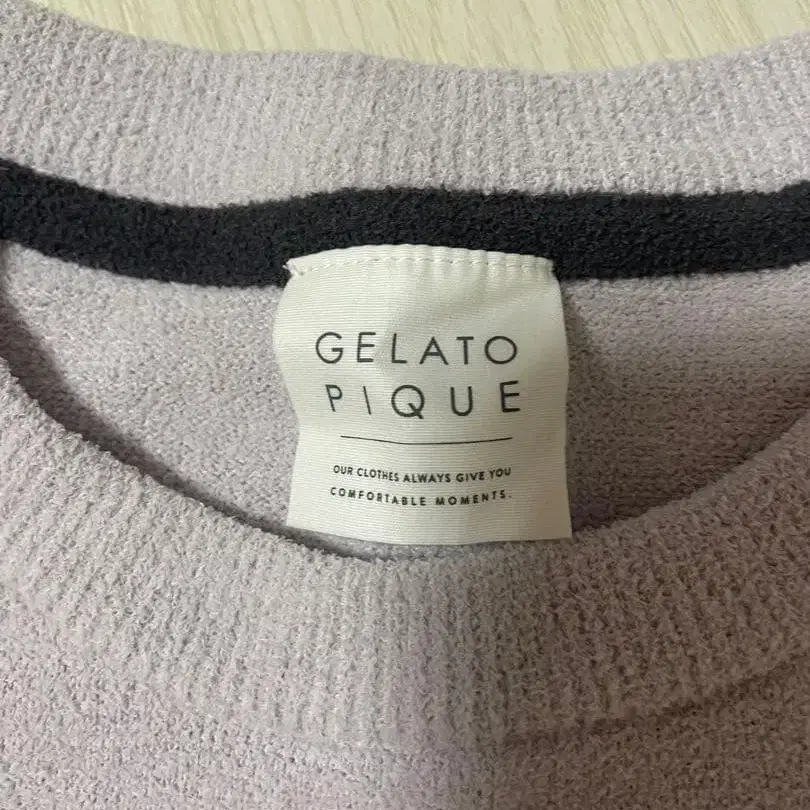 GELATO
PIQUE
OUR CLOTHES ALWAYS GIVE YOU
COMFORTABLE MOMENTS.